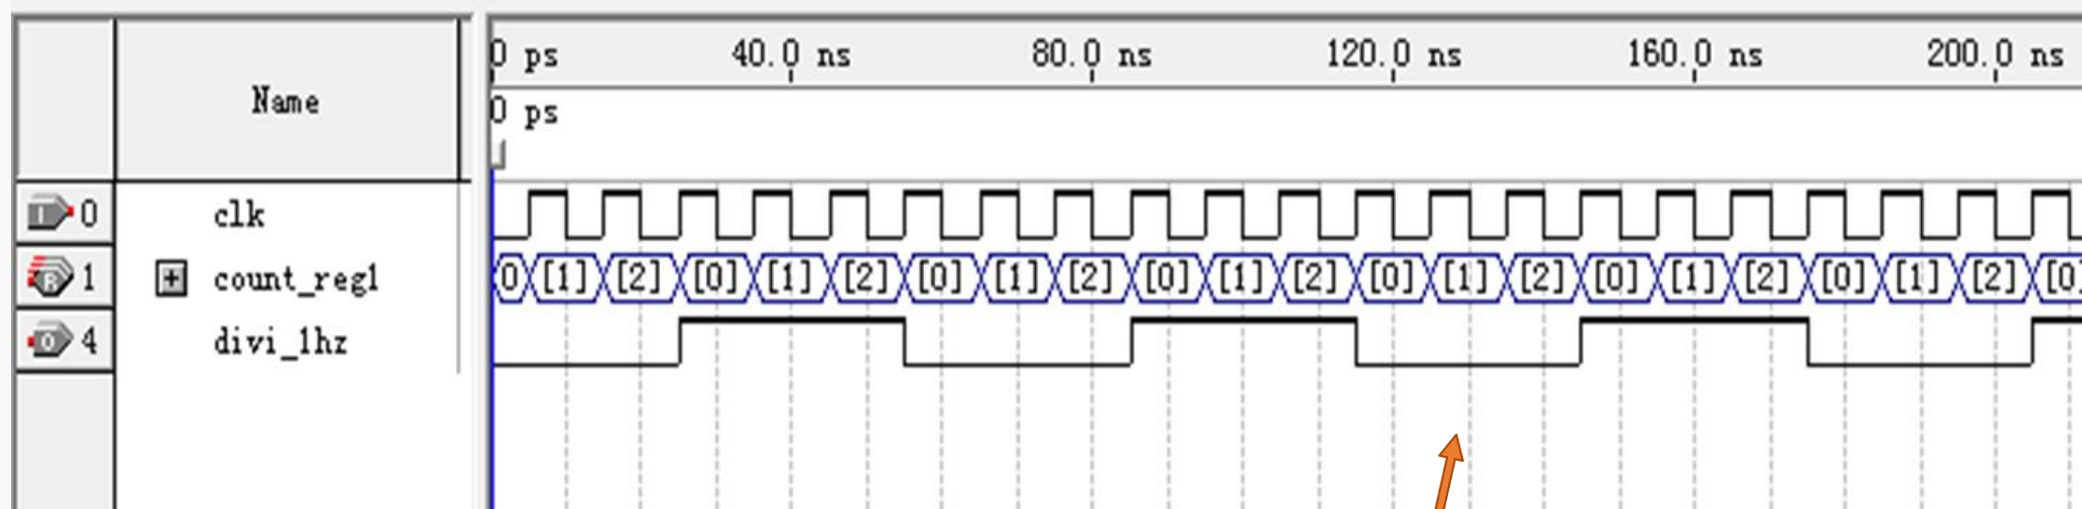 0 ps 40.0 ns 80.0 ns 120.0 ns 160.0 ns 200.0 ns
Name
0 ps
I 0 clk
R 1 + count_reg1 0 [1] [2] [0] [1] [2] [0] [1] [2] [0] [1] [2] [0] [1] [2] [0] [1] [2] [0] [1] [2] [0]
O 4 divi_1hz